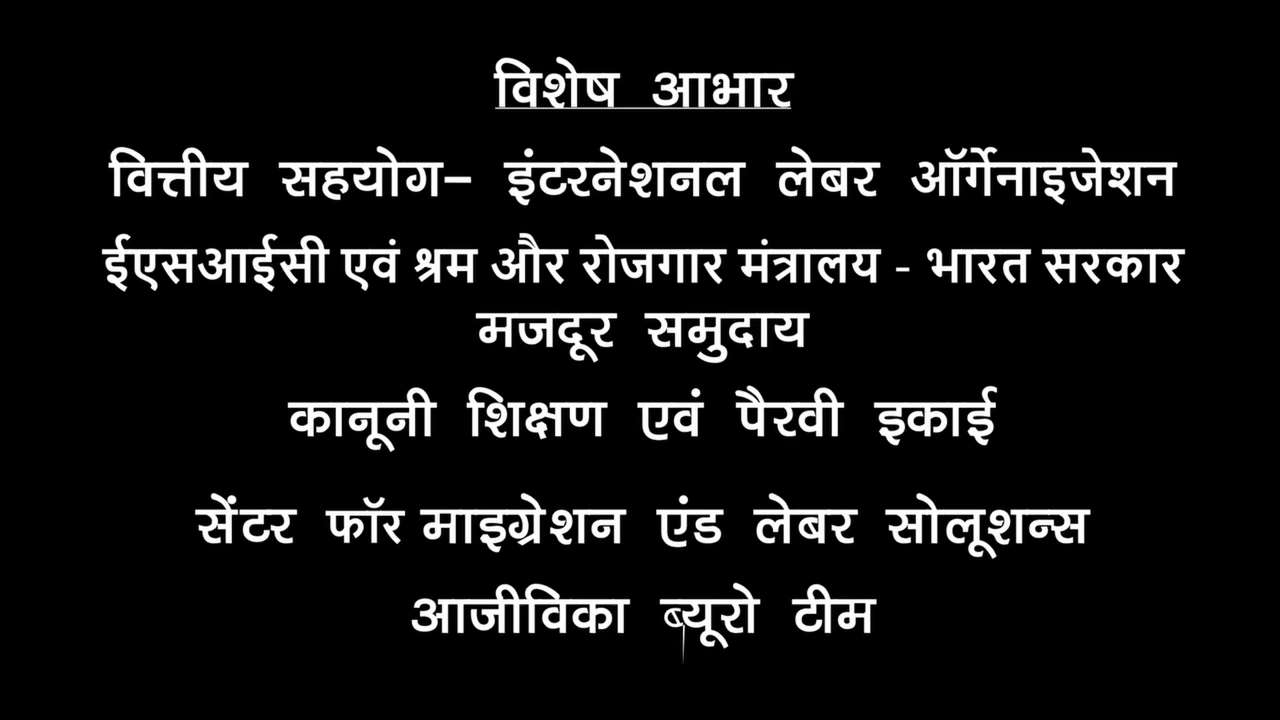 विशेष आभार
वित्तीय सहयोग– इंटरनेशनल लेबर ऑर्गेनाइजेशन
ईएसआईसी एवं श्रम और रोजगार मंत्रालय - भारत सरकार
मजदूर समुदाय
कानूनी शिक्षण एवं पैरवी इकाई
सेंटर फॉर माइग्रेशन एंड लेबर सोलूशन्स
आजीविका ब्यूरो टीम